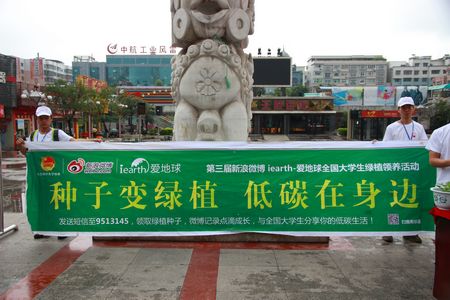 中航工业风雷
新浪微博
iearth 爱地球
第三届新浪微博 iearth-爱地球全国大学生绿植领养活动
种子变绿植 低碳在身边
发送短信至9513145，领取绿植种子，微博记录点滴成长，与全国大学生分享你的低碳生活！